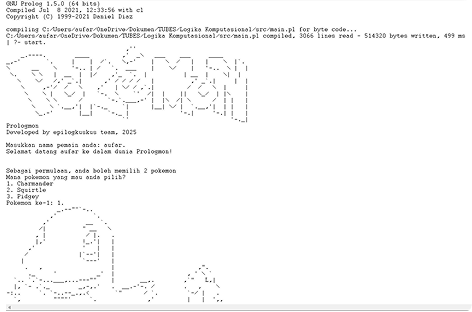 GNU Prolog 1.5.0 (64 bits)
Compiled Jul  8 2021, 12:33:56 with cl
Copyright (C) 1999-2021 Daniel Diaz
compiling C:/Users/aufar/OneDrive/Dokumen/TUBES/Logika Komputasional/src/main.pl for byte code...
C:/Users/aufar/OneDrive/Dokumen/TUBES/Logika Komputasional/src/main.pl compiled, 3066 lines read - 514320 bytes written, 499 ms
| ?- start.
Prologmon
Developed by epilogkuskus team, 2025
Masukkan nama pemain anda: aufar.
Selamat datang aufar ke dalam dunia Prologmon!
Sebagai permulaan, anda boleh memilih 2 pokemon
Mana pokemon yang mau anda pilih?
1. Charmander
2. Squirtle
3. Pidgey
Pokemon ke-1: 1.